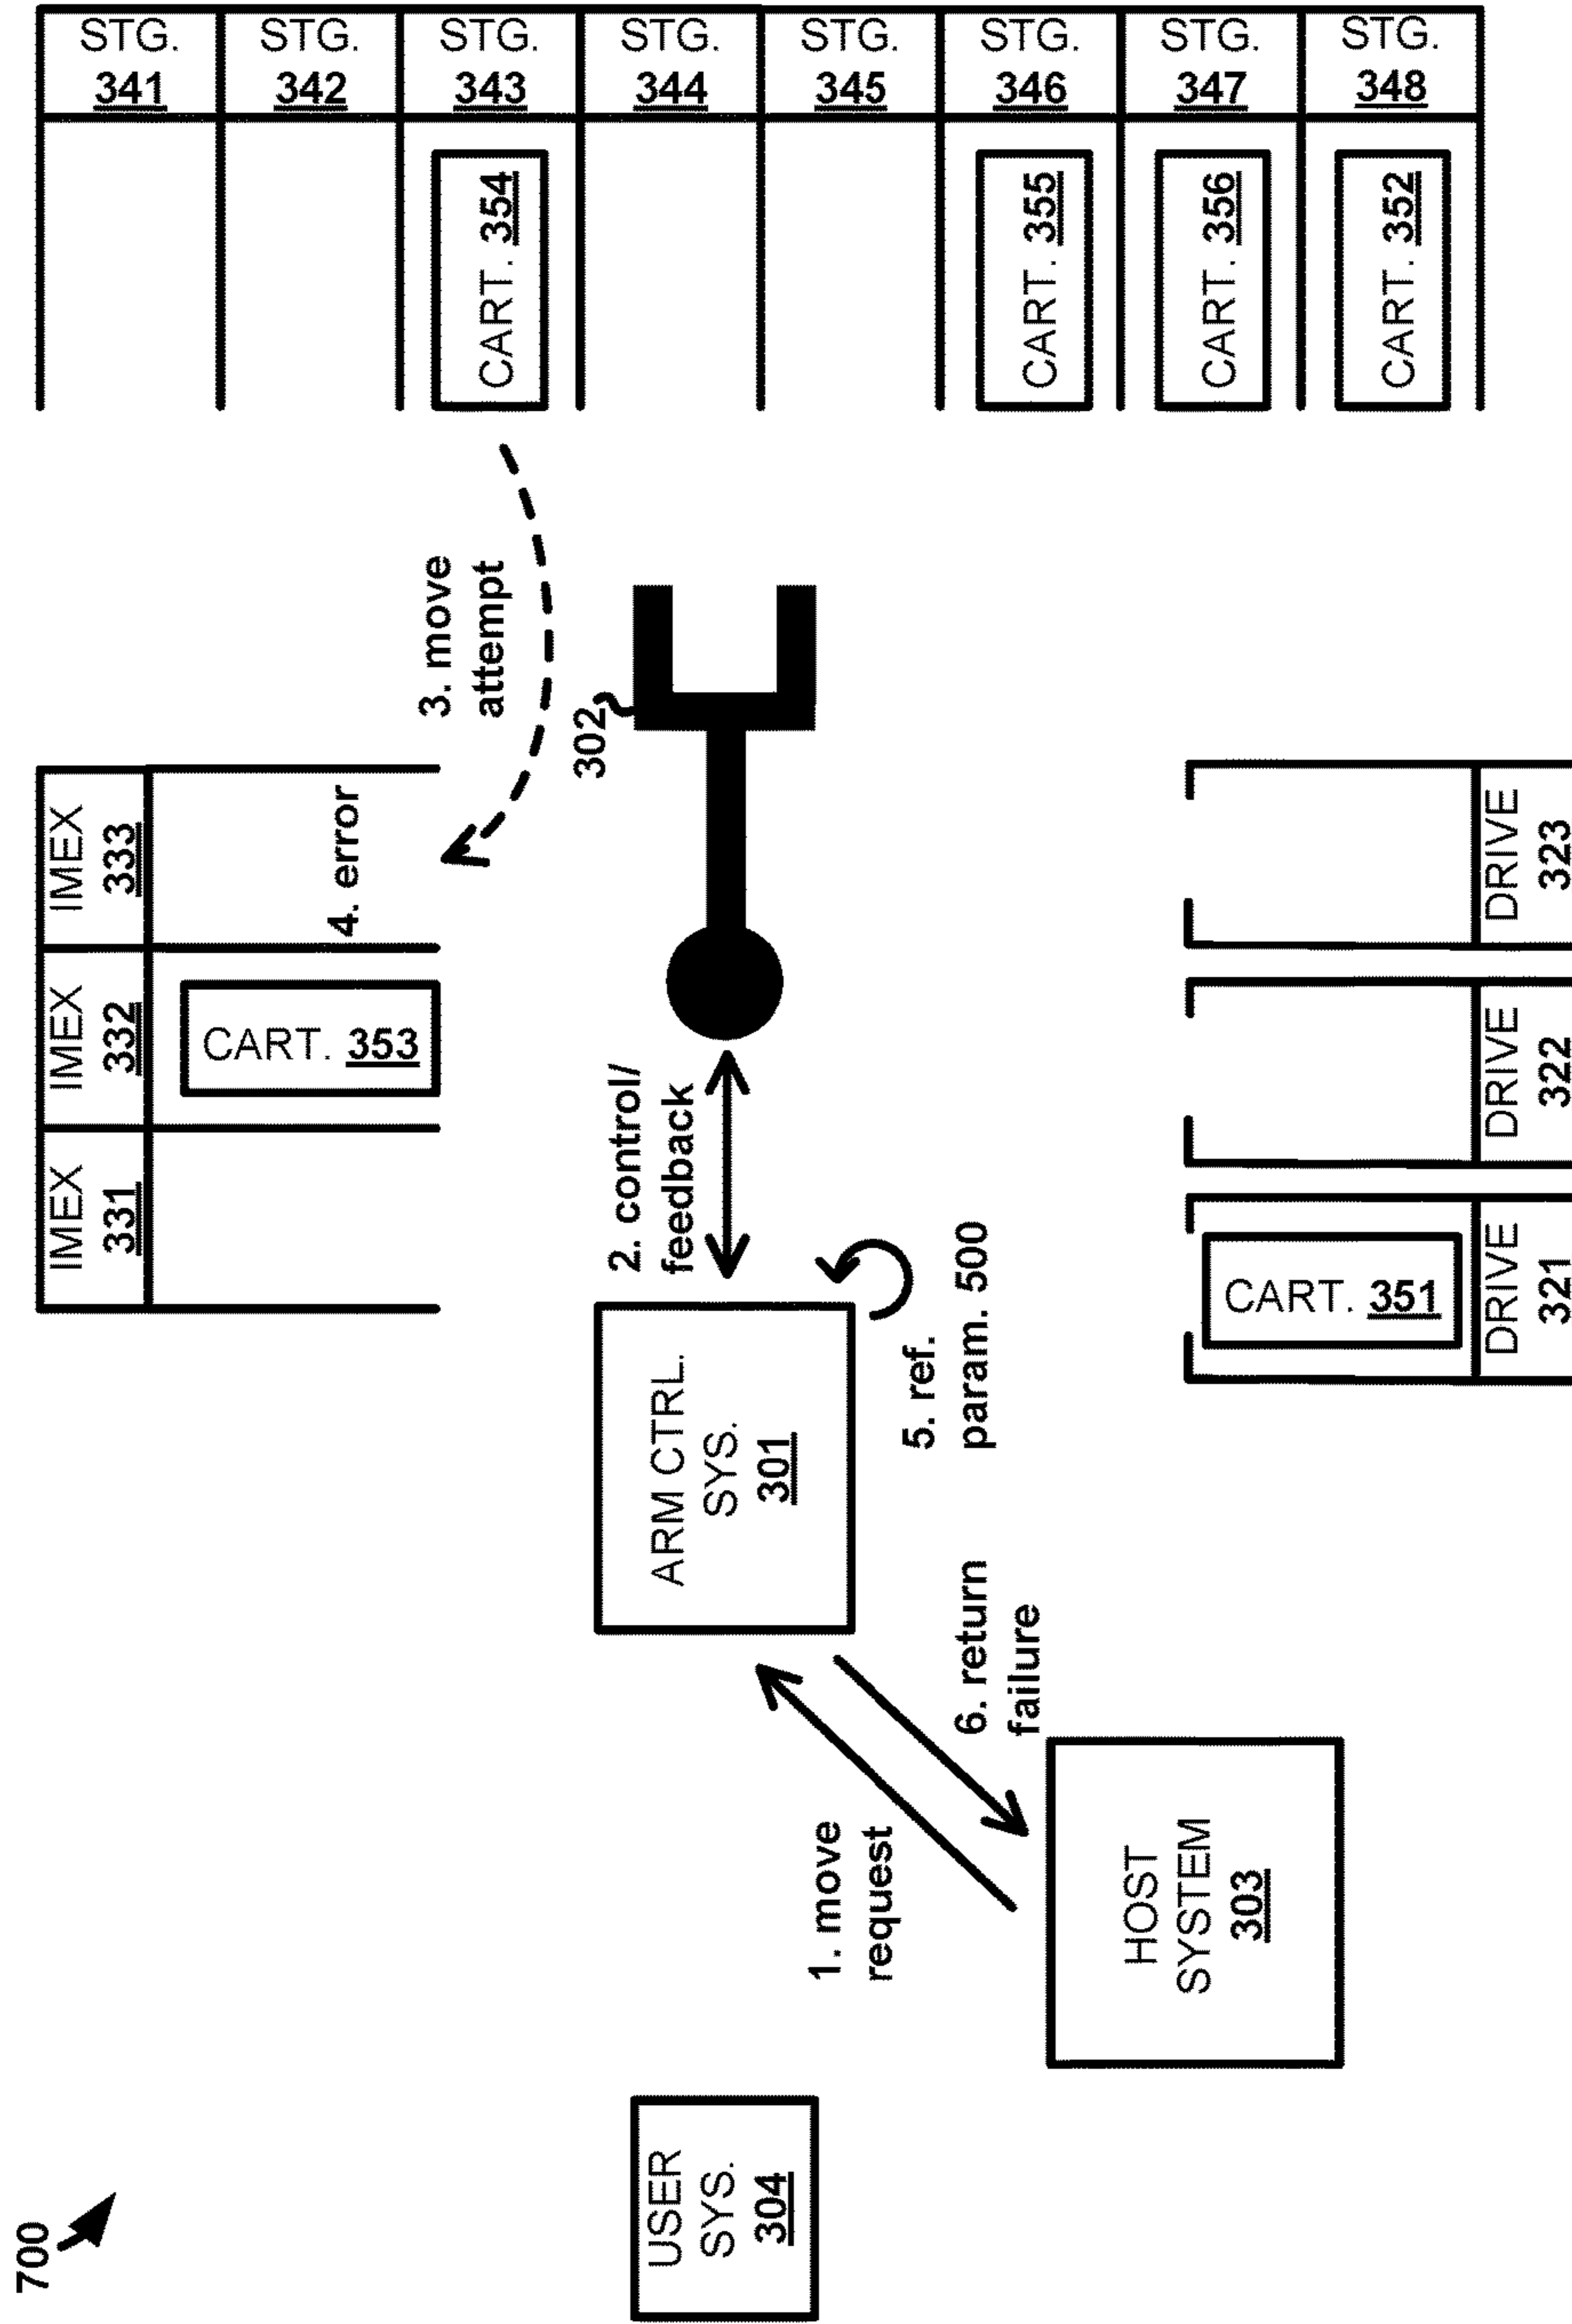 700
IMEX
331
IMEX
332
IMEX
333
CART. 353
4. error
STG.
341
STG.
342
STG.
343
CART. 354
STG.
344
STG.
345
STG.
346
CART. 355
STG.
347
CART. 356
STG.
348
CART. 352
3. move
attempt
302
2. control/
feedback
USER
SYS.
304
ARM CTRL.
SYS.
301
5. ref.
param. 500
1. move
request
6. return
failure
HOST
SYSTEM
303
CART. 351
DRIVE
321
DRIVE
322
DRIVE
323